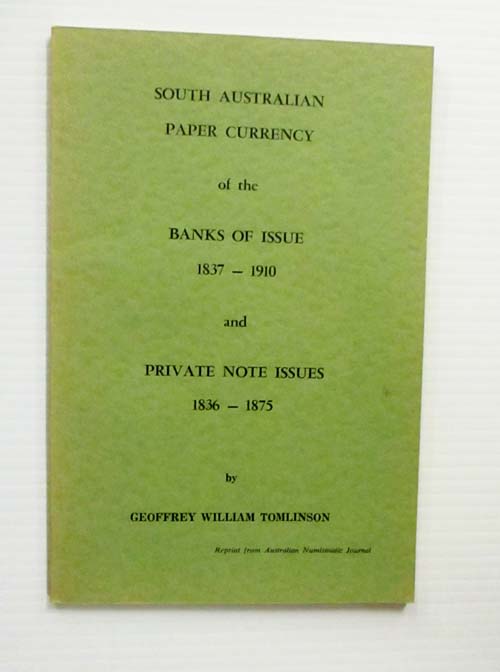 SOUTH AUSTRALIAN
PAPER CURRENCY
of the
BANKS OF ISSUE
1837 – 1910
and
PRIVATE NOTE ISSUES
1836 – 1875
by
GEOFFREY WILLIAM TOMLINSON
Reprint from Australian Numismatic Journal